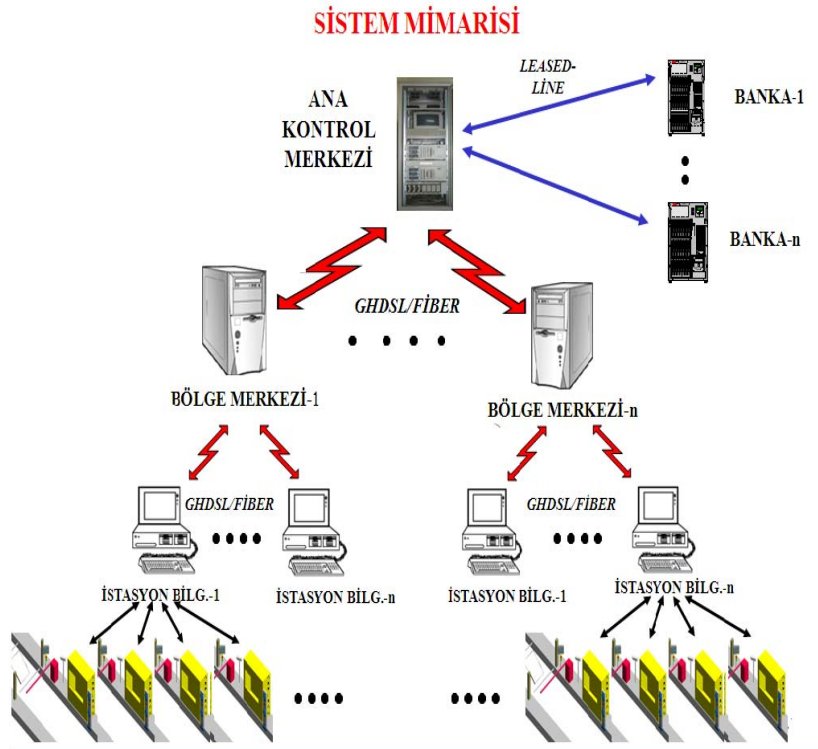 SİSTEM MİMARİSİ
LEASED-
LİNE
ANA
KONTROL
MERKEZİ
BANKA-1
BANKA-n
GHDSL/FİBER
BÖLGE MERKEZİ-1
BÖLGE MERKEZİ-n
GHDSL/FİBER
GHDSL/FİBER
İSTASYON BİLG.-1
İSTASYON BİLG.-n
İSTASYON BİLG.-1
İSTASYON BİLG.-n